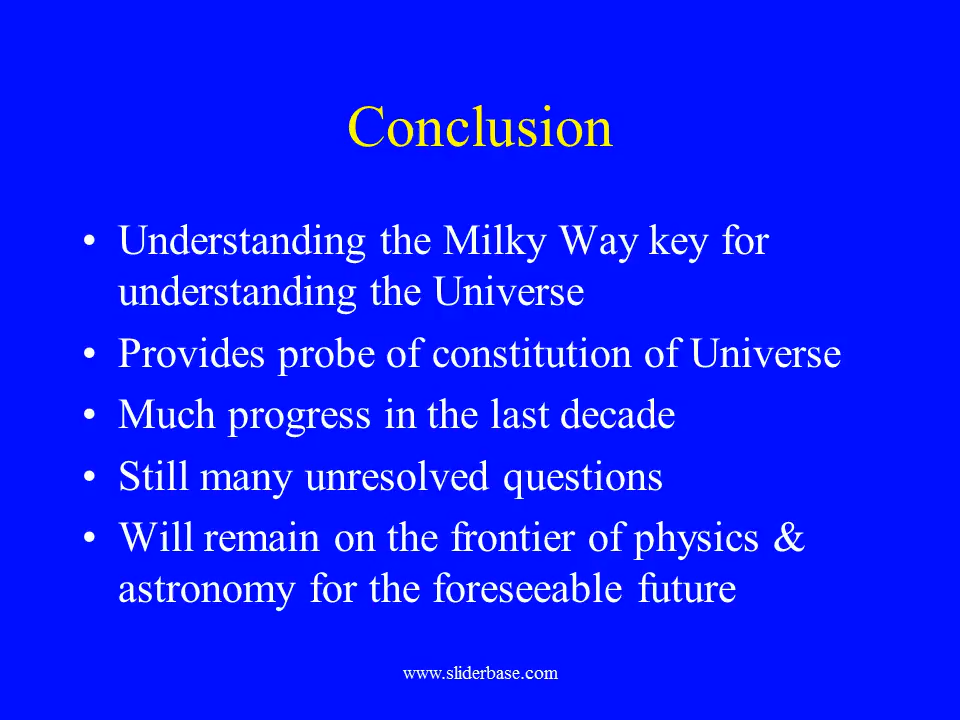 Conclusion
• Understanding the Milky Way key for
understanding the Universe
• Provides probe of constitution of Universe
• Much progress in the last decade
• Still many unresolved questions
• Will remain on the frontier of physics &
astronomy for the foreseeable future
www.sliderbase.com